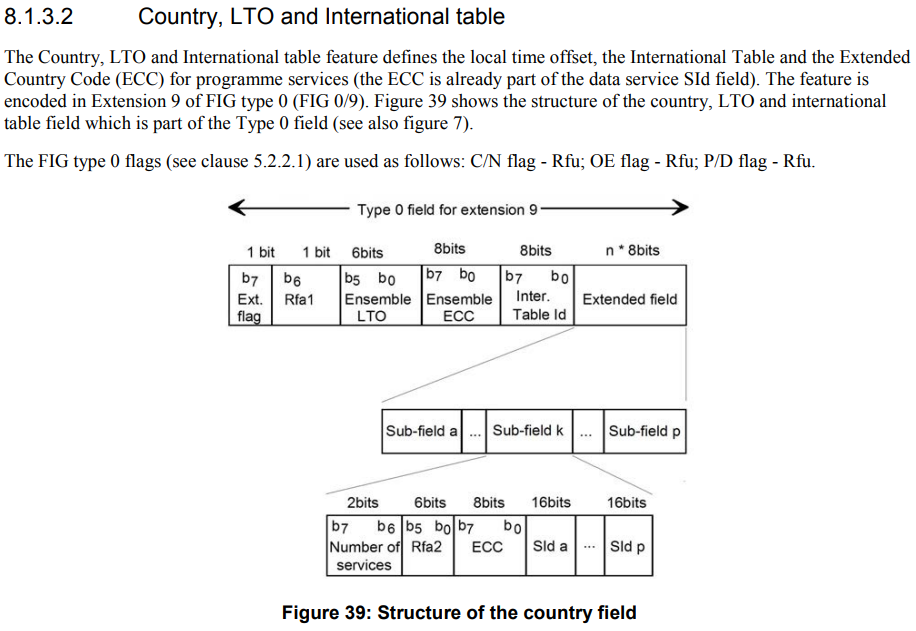 8.1.3.2 Country, LTO and International table
The Country, LTO and International table feature defines the local time offset, the International Table and the Extended
Country Code (ECC) for programme services (the ECC is already part of the data service SId field). The feature is
encoded in Extension 9 of FIG type 0 (FIG 0/9). Figure 39 shows the structure of the country, LTO and international
table field which is part of the Type 0 field (see also figure 7).
The FIG type 0 flags (see clause 5.2.2.1) are used as follows: C/N flag - Rfu; OE flag - Rfu; P/D flag - Rfu.
Type 0 field for extension 9
1 bit 1 bit 6bits 8bits 8bits n * 8bits
b7 b6 b5 b0 b7 b0 b7 b0
Ext. Rfa1 Ensemble Ensemble Inter. Extended field
flag LTO ECC Table Id
Sub-field a ... Sub-field k ... Sub-field p
2bits 6bits 8bits 16bits 16bits
b7 b6 b5 b0 b7 b0
Number of Rfa2 ECC SId a ... SId p
services
Figure 39: Structure of the country field